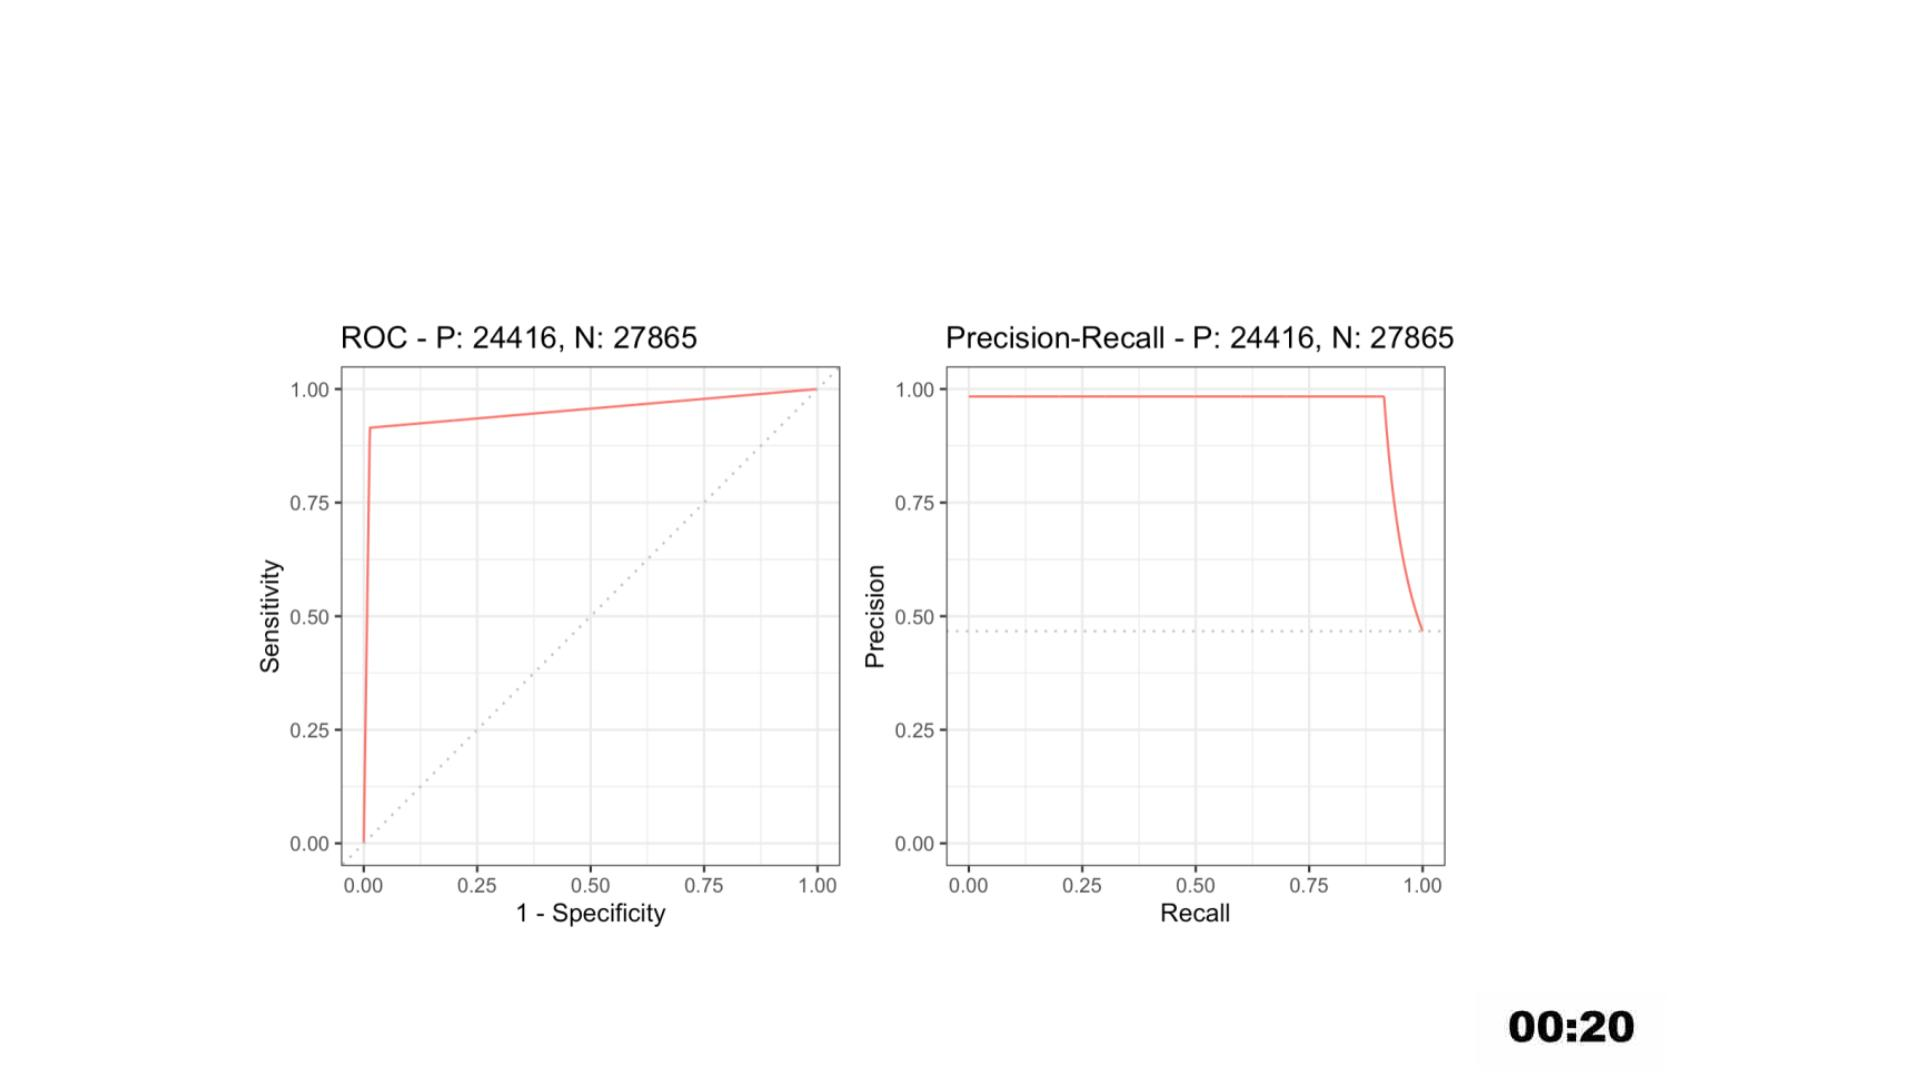 ROC - P: 24416, N: 27865
1.00
0.75
0.50
0.25
0.00
Sensitivity
0.00 0.25 0.50 0.75 1.00
1 - Specificity
Precision-Recall - P: 24416, N: 27865
1.00
0.75
0.50
0.25
0.00
Precision
0.00 0.25 0.50 0.75 1.00
Recall
00:20